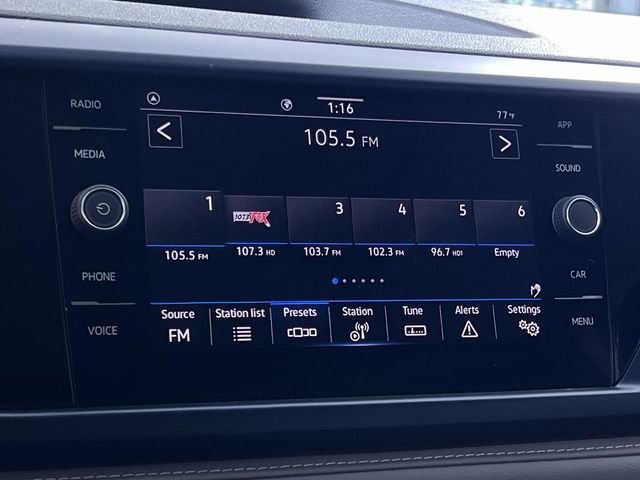 RADIO
MEDIA
PHONE
VOICE
1:16
77°F
105.5 FM
1
3
4
5
6
105.5 FM
107.3 HD
103.7 FM
102.3 FM
96.7 HD1
Empty
Source
FM
Station list
Presets
Station
Tune
Alerts
Settings
APP
SOUND
CAR
MENU